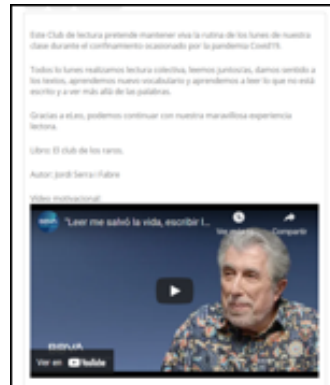 Este Club de lectura pretende mantener viva la rutina de los lunes de nuestra
clase durante el confinamiento ocasionado por la pandemia Covid19.
Todos lo lunes realizamos lectura colectiva, leemos juntos/as, damos sentido a
los textos, aprendemos nuevo vocabulario y aprendemos a leer lo que no está
escrito y a ver más allá de las palabras.
Gracias a eLeo, podemos continuar con nuestra maravillosa experiencia
lectora.
Libro: El club de los raros.
Autor: Jordi Serra i Fabre
Vídeo motivacional:
"Leer me salvó la vida, escribir l...
Ver más
Compartir
BBVA
Ver en YouTube